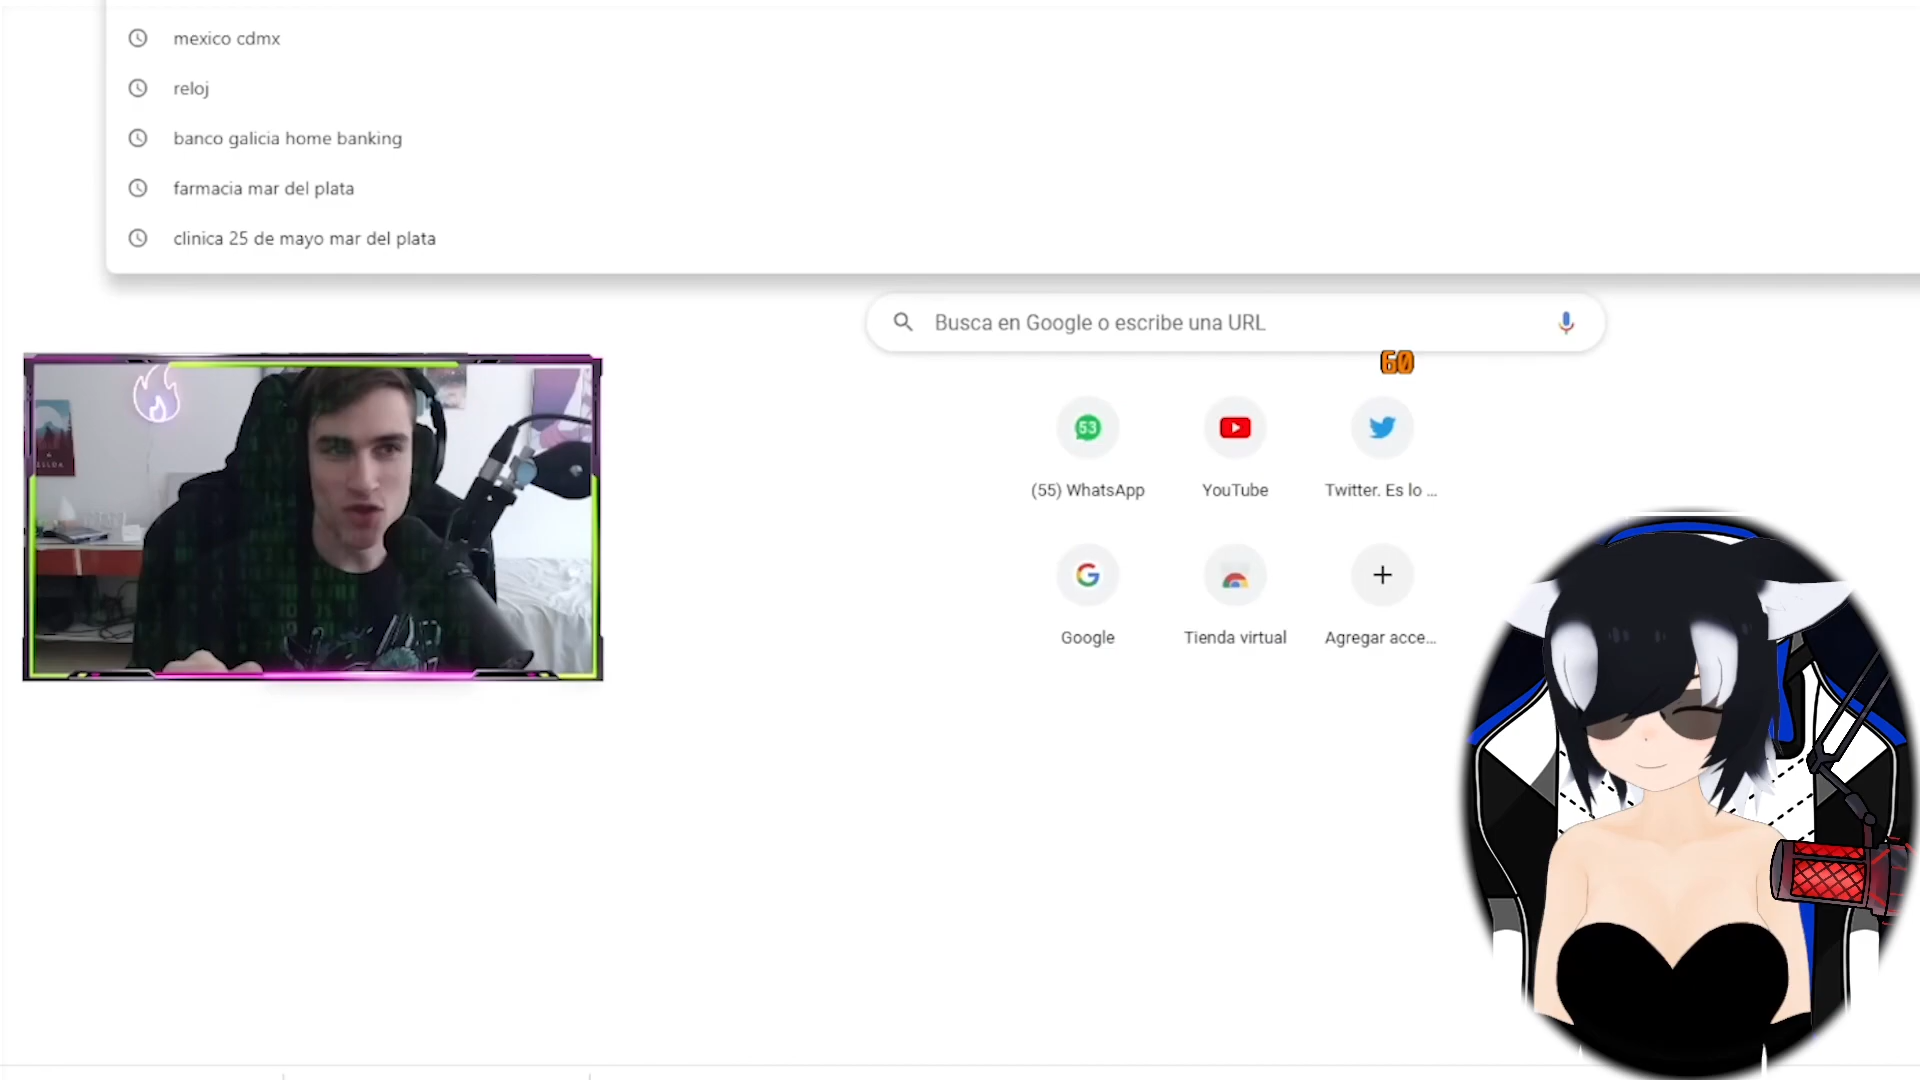 mexico cdmx
reloj
banco galicia home banking
farmacia mar del plata
clinica 25 de mayo mar del plata
Busca en Google o escribe una URL
60
53
(55) WhatsApp
YouTube
Twitter. Es lo ...
Google
Tienda virtual
Agregar acce...